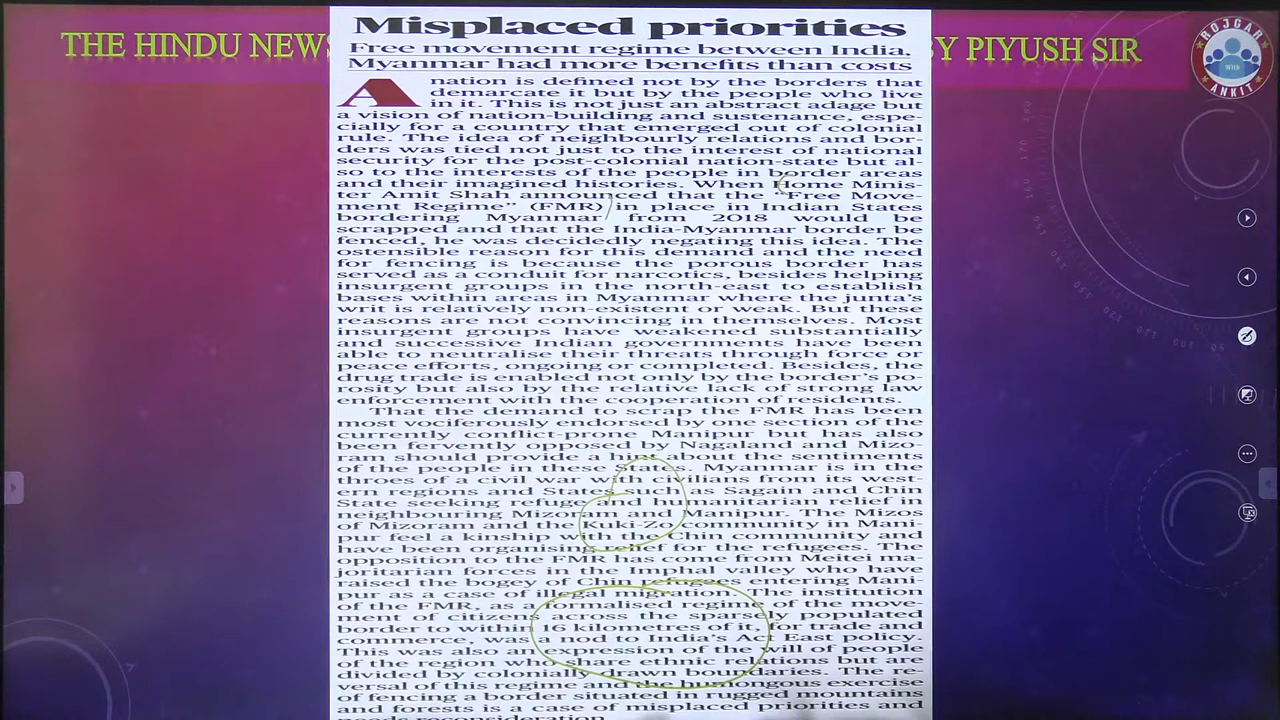 THE HINDU NEWS
BY PIYUSH SIR
ROJGAR
With
ANKIT
Misplaced priorities
Free movement regime between India,
Myanmar had more benefits than costs
A nation is defined not by the borders that
demarcate it but by the people who live
in it. This is not just an abstract adage but
a vision of nation-building and sustenance, espe-
cially for a country that emerged out of colonial
rule. The idea of neighbourly relations and bor-
ders was tied not just to the interest of national
security for the post-colonial nation-state but al-
so to the interests of the people in border areas
and their imagined histories. When Home Minis-
ter Amit Shah announced that the “Free Move-
ment Regime” (FMR) in place in Indian States
bordering Myanmar from 2018 would be
scrapped and that the India-Myanmar border be
fenced, he was decidedly negating this idea. The
ostensible reason for this demand and the need
for fencing is because the porous border has
served as a conduit for narcotics, besides helping
insurgent groups in the north-east to establish
bases within areas in Myanmar where the junta’s
writ is relatively non-existent or weak. But these
reasons are not convincing in themselves. Most
insurgent groups have weakened substantially
and successive Indian governments have been
able to neutralise their threats through force or
peace efforts, ongoing or completed. Besides, the
drug trade is enabled not only by the border’s po-
rosity but also by the relative lack of strong law
enforcement with the cooperation of residents.
That the demand to scrap the FMR has been
most vociferously endorsed by one section of the
currently conflict-prone Manipur but has also
been fervently opposed by Nagaland and Mizo-
ram should provide a hint about the sentiments
of the people in these States. Myanmar is in the
throes of a civil war with civilians from its west-
ern regions and States such as Sagain and Chin
State seeking refuge and humanitarian relief in
neighbouring Mizoram and Manipur. The Mizos
of Mizoram and the Kuki-Zo community in Mani-
pur feel a kinship with the Chin community and
have been organising relief for the refugees. The
opposition to the FMR has come from Meitei ma-
joritarian forces in the Imphal valley who have
raised the bogey of Chin refugees entering Mani-
pur as a case of illegal migration. The institution
of the FMR, as a formalised regime of the move-
ment of citizens across the sparsely populated
border to within 16 kilometres of it, for trade and
commerce, was a nod to India’s Act East policy.
This was also an expression of the will of people
of the region who share ethnic relations but are
divided by colonially drawn boundaries. The re-
versal of this regime and the humongous exercise
of fencing a border situated in rugged mountains
and forests is a case of misplaced priorities and
needs reconsideration.